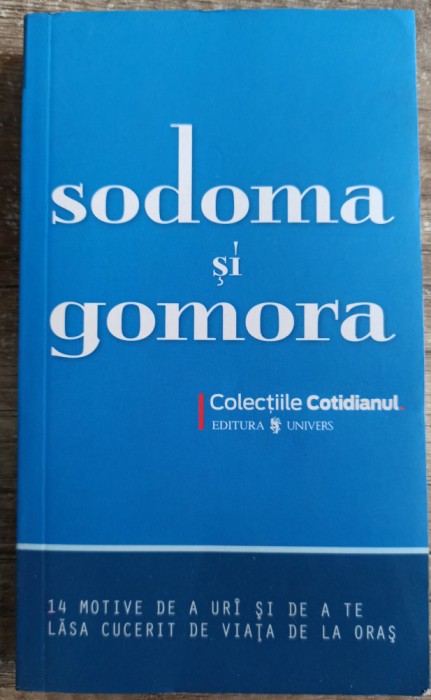 sodoma
și
gomora
Colecțiile Cotidianul.
EDITURA UNIVERS
14 MOTIVE DE A URÎ ȘI DE A TE
LĂSA CUCERIT DE VIAȚA DE LA ORAȘ